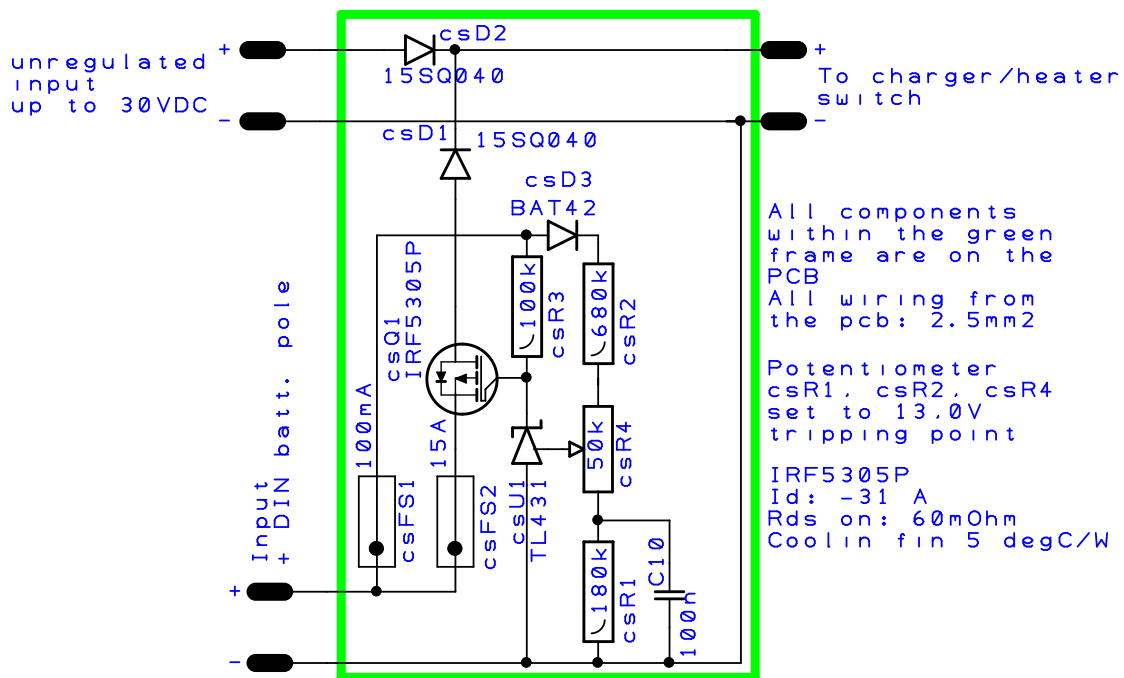 +
unregulated
input
up to 30VDC
-
csD2
15SQ040
+
To charger/heater
switch
-
csD1
15SQ040
csD3
BAT42
csQ1
IRF5305P
100k
csR3
680k
csR2
50k
csR4
180k
csR1
C10
100n
csU1
TL431
100mA
csFS1
15A
csFS2
Input
+ DIN batt. pole
+
-
All components
within the green
frame are on the
PCB
All wiring from
the pcb: 2.5mm2
Potentiometer
csR1, csR2, csR4
set to 13.0V
tripping point
IRF5305P
Id: -31 A
Rds on: 60mOhm
Coolin fin 5 degC/W